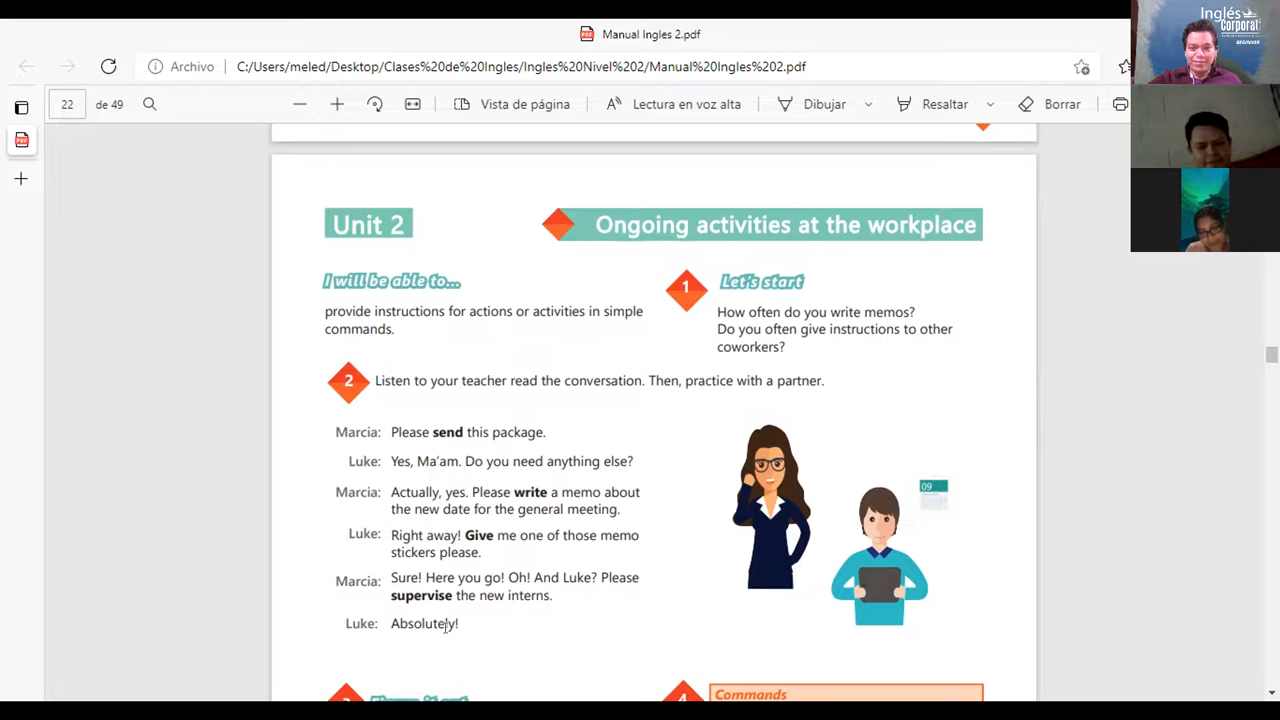 Manual Ingles 2.pdf
Archivo C:/Users/meled/Desktop/Clases%20de%20Ingles/Ingles%20Nivel%202/Manual%20Ingles%202.pdf
22 de 49 Vista de página Lectura en voz alta Dibujar Resaltar Borrar
Inglés
Corporat
BEGINNER
Unit 2
Ongoing activities at the workplace
I will be able to...
provide instructions for actions or activities in simple
commands.
1 Let's start
How often do you write memos?
Do you often give instructions to other
coworkers?
2 Listen to your teacher read the conversation. Then, practice with a partner.
Marcia: Please send this package.
Luke: Yes, Ma'am. Do you need anything else?
Marcia: Actually, yes. Please write a memo about
the new date for the general meeting.
Luke: Right away! Give me one of those memo
stickers please.
Marcia: Sure! Here you go! Oh! And Luke? Please
supervise the new interns.
Luke: Absolutely!
09
4 Commands